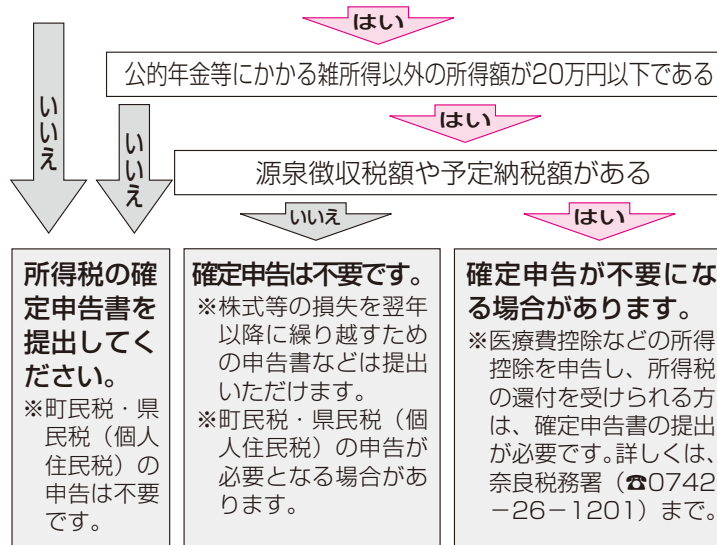 はい
公的年金等にかかる雑所得以外の所得額が20万円以下である
いいえ
いいえ
はい
源泉徴収税額や予定納税額がある
いいえ
はい
所得税の確
定申告書を
提出してく
ださい。
※町民税・県
民税（個人
住民税）の
申告は不要
です。
確定申告は不要です。
※株式等の損失を翌年
以降に繰り越すため
の申告書などは提出
いただけます。
※町民税・県民税（個
人住民税）の申告が
必要となる場合があ
ります。
確定申告が不要にな
る場合があります。
※医療費控除などの所得
控除を申告し、所得税
の還付を受けられる方
は、確定申告書の提出
が必要です。詳しくは、
奈良税務署（☎0742
－26－1201）まで。